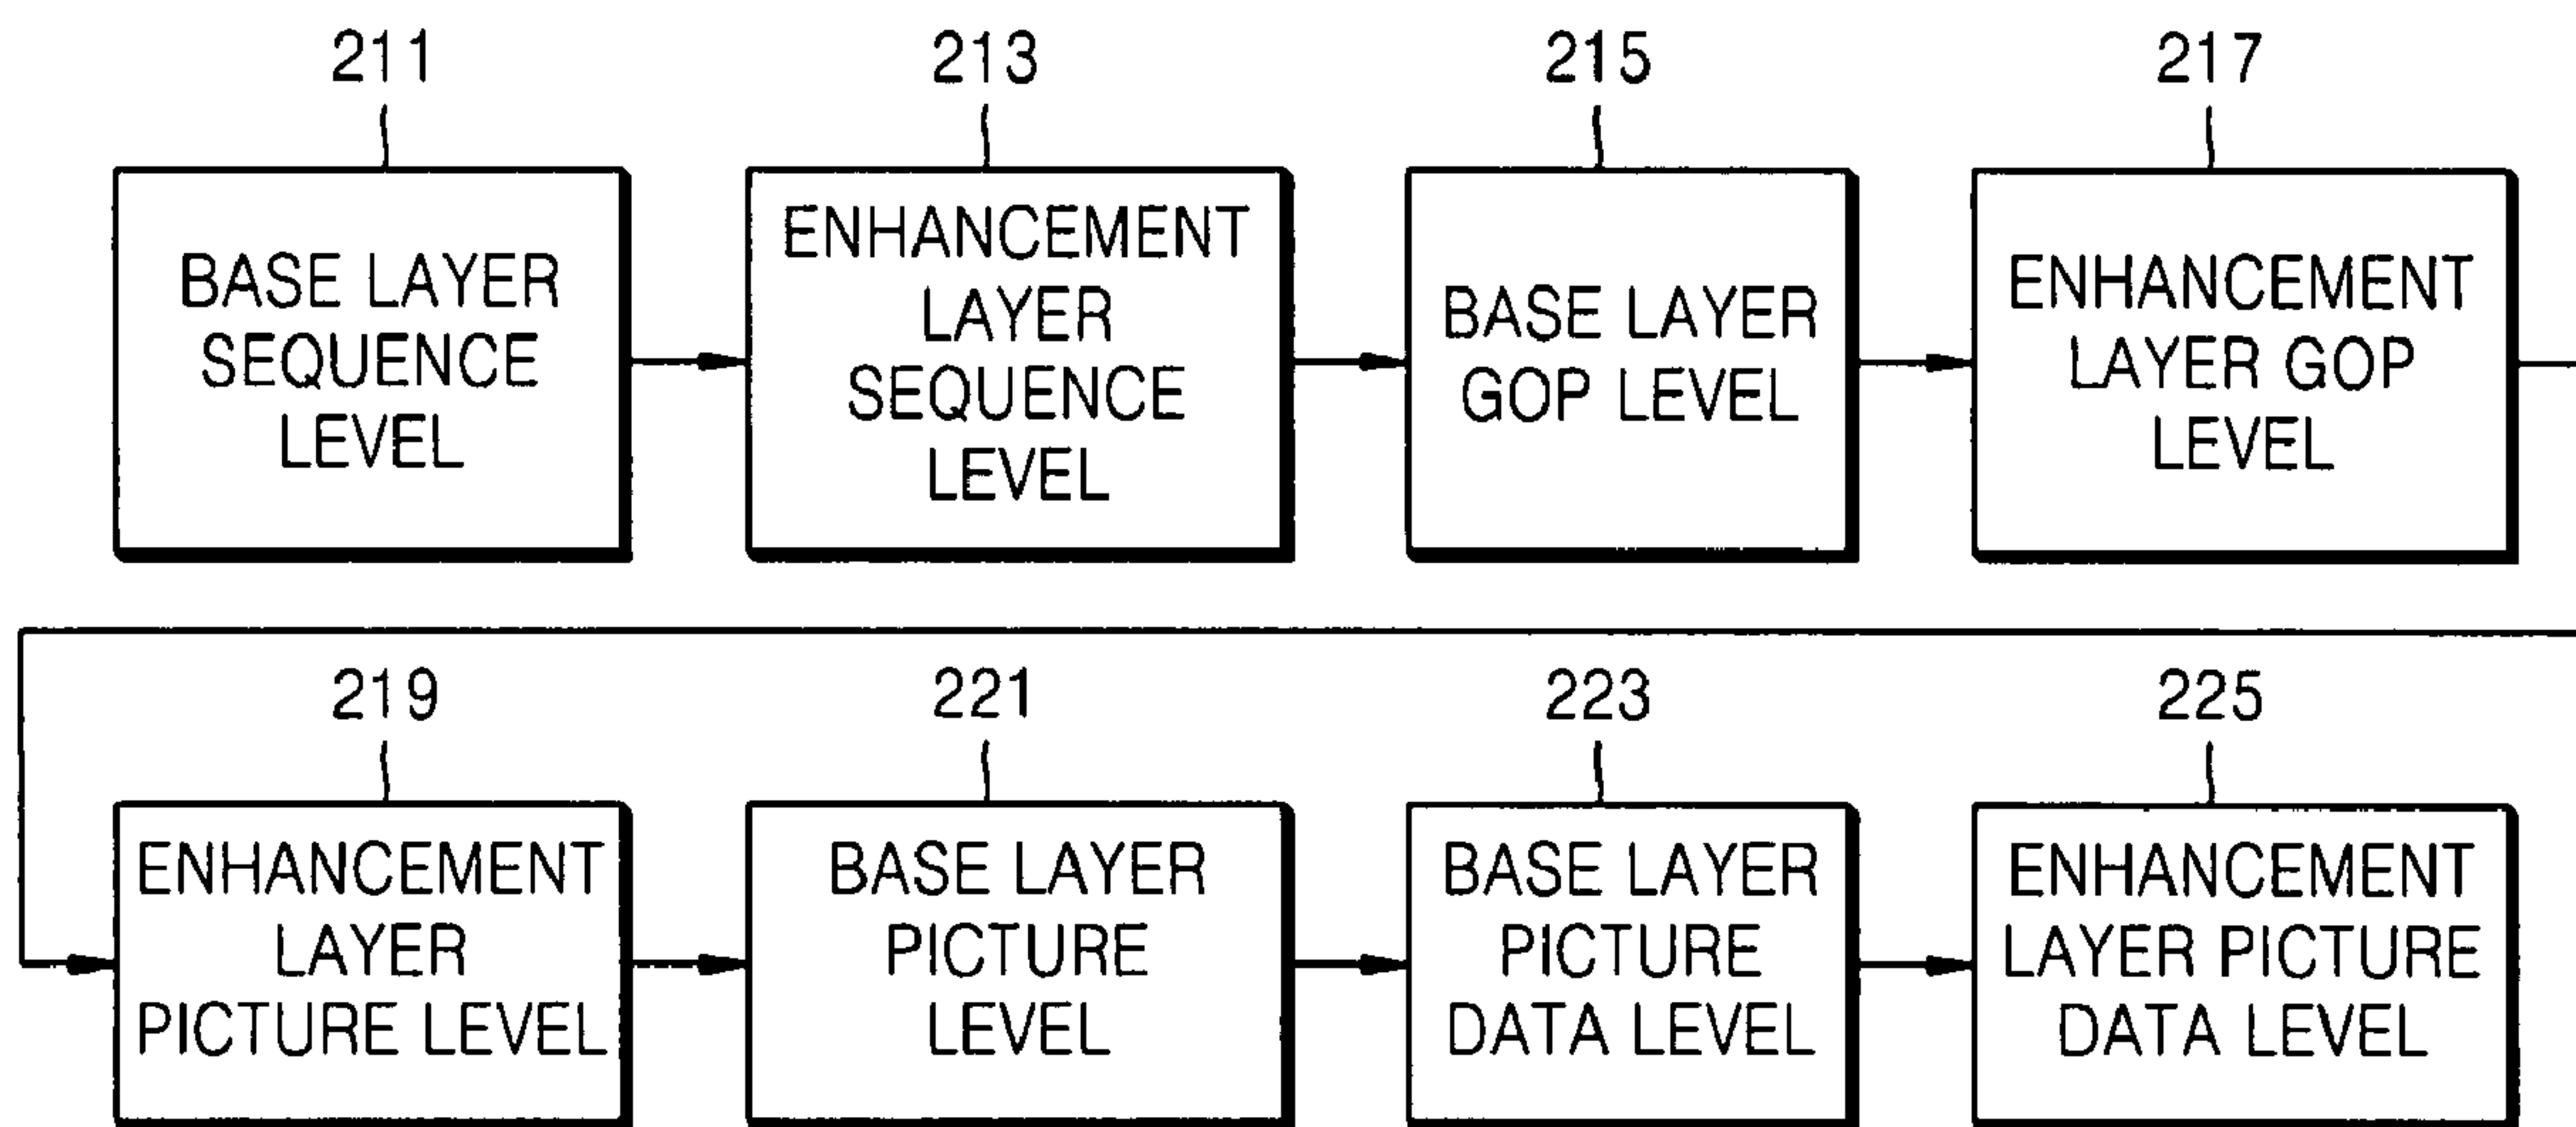 211
213
215
217
BASE LAYER
SEQUENCE
LEVEL
ENHANCEMENT
LAYER
SEQUENCE
LEVEL
BASE LAYER
GOP LEVEL
ENHANCEMENT
LAYER GOP
LEVEL
219
221
223
225
ENHANCEMENT
LAYER
PICTURE LEVEL
BASE LAYER
PICTURE
LEVEL
BASE LAYER
PICTURE
DATA LEVEL
ENHANCEMENT
LAYER PICTURE
DATA LEVEL